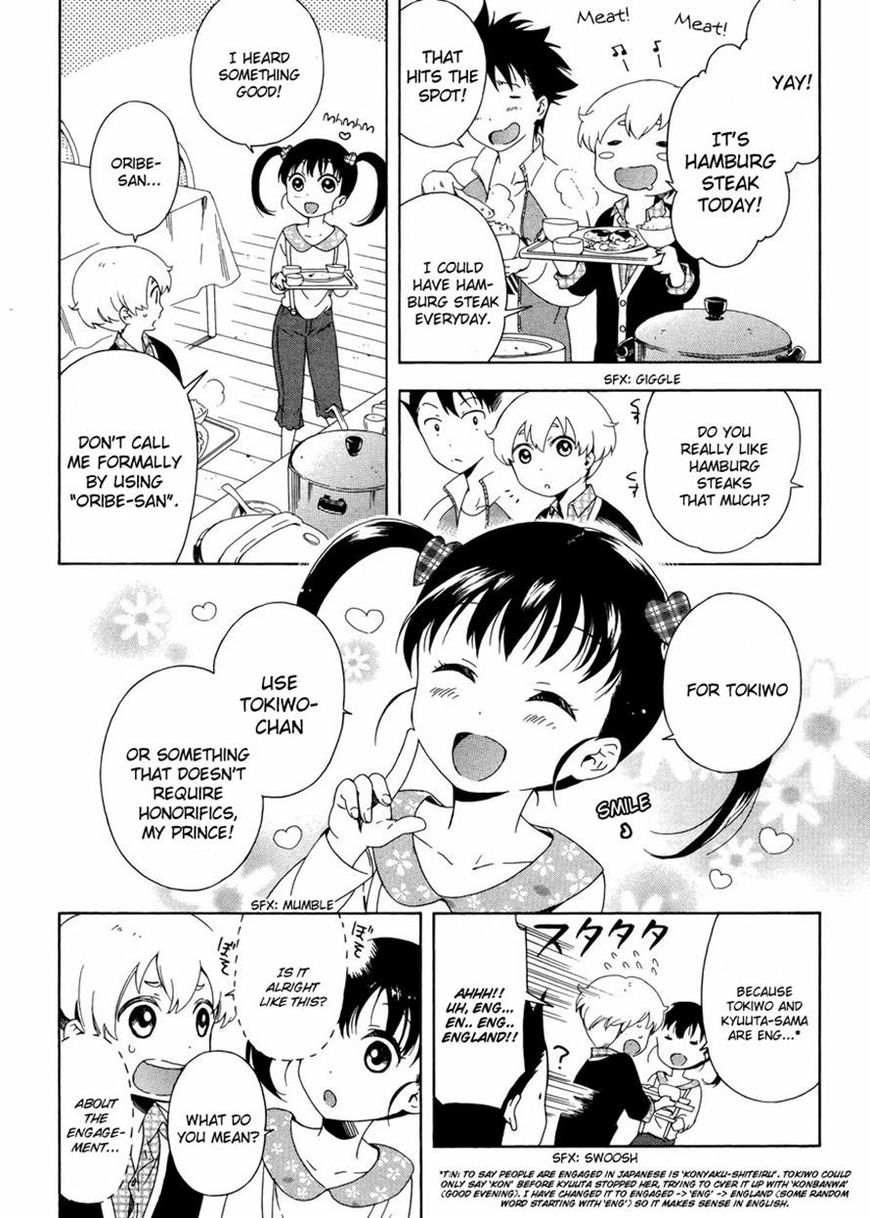 Meat!
Meat!
YAY!
IT'S
HAMBURG
STEAK
TODAY!
THAT
HITS THE
SPOT!
I COULD
HAVE HAM-
BURG STEAK
EVERYDAY.
SFX: GIGGLE
DO YOU
REALLY LIKE
HAMBURG
STEAKS
THAT MUCH?
I HEARD
SOMETHING
GOOD!
ORIBE-
SAN...
DON'T CALL
ME FORMALLY
BY USING
"ORIBE-SAN".
FOR TOKIWO
USE
TOKIWO-
CHAN
OR SOMETHING
THAT DOESN'T
REQUIRE
HONORIFICS,
MY PRINCE!
SMILE
SFX: MUMBLE
BECAUSE
TOKIWO AND
KYUUTA-SAMA
ARE ENG...*
スタタタ
?
AHHH!!
UH, ENG...
EN.. ENG..
ENGLAND!!
SFX: SWOOSH
*T/N: TO SAY PEOPLE ARE ENGAGED IN JAPANESE IS 'KONYAKU-SHITEIRU'. TOKIWO COULD
ONLY SAY 'KON' BEFORE KYUUTA STOPPED HER, TRYING TO CVER IT UP WITH 'KONBANWA'
(GOOD EVENING). I HAVE CHANGED IT TO ENGAGED -> 'ENG' -> ENGLAND (SOME RANDOM
WORD STARTING WITH 'ENG') SO IT MAKES SENSE IN ENGLISH.
IS IT
ALRIGHT
LIKE THIS?
WHAT DO
YOU MEAN?
ABOUT
THE
ENGAGE-
MENT...